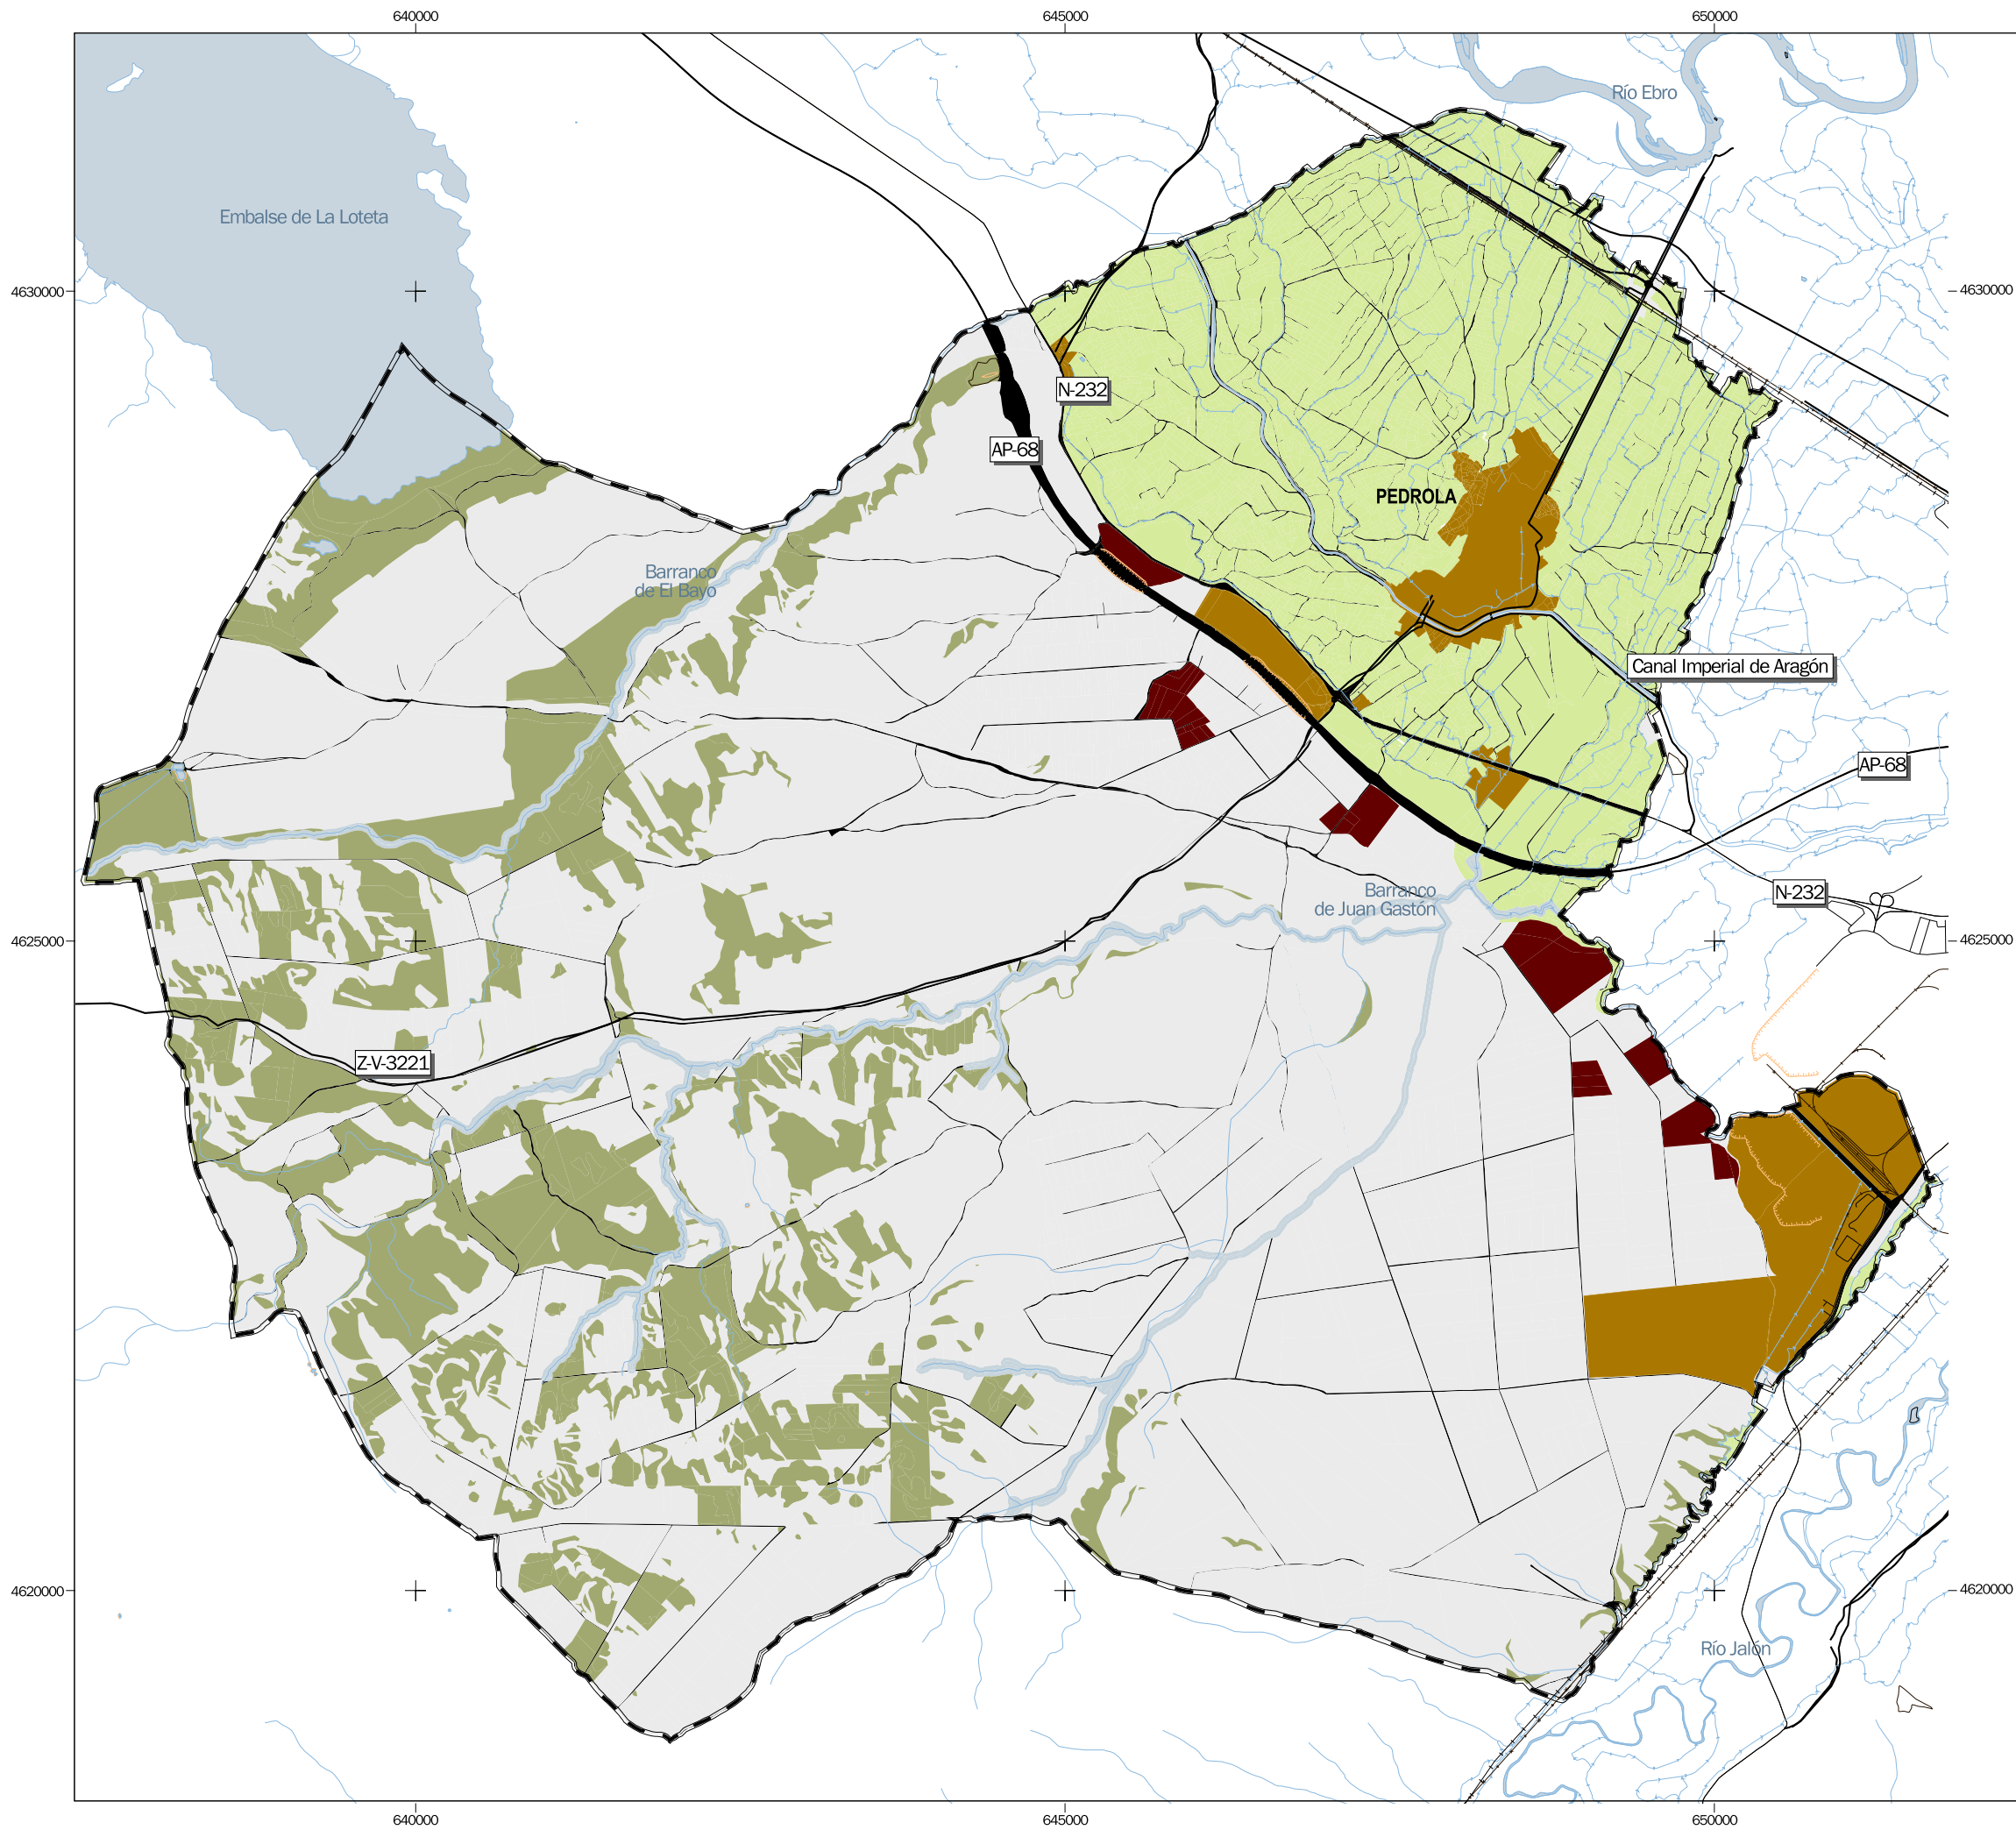 640000
645000
650000
Río Ebro
Embalse de La Loteta
4630000
4630000
N-232
AP-68
PEDROLA
Barranco
de El Bayo
Canal Imperial de Aragón
AP-68
Barranco
de Juan Gastón
N-232
4625000
4625000
Z-V-3221
4620000
4620000
Río Jalón
640000
645000
650000